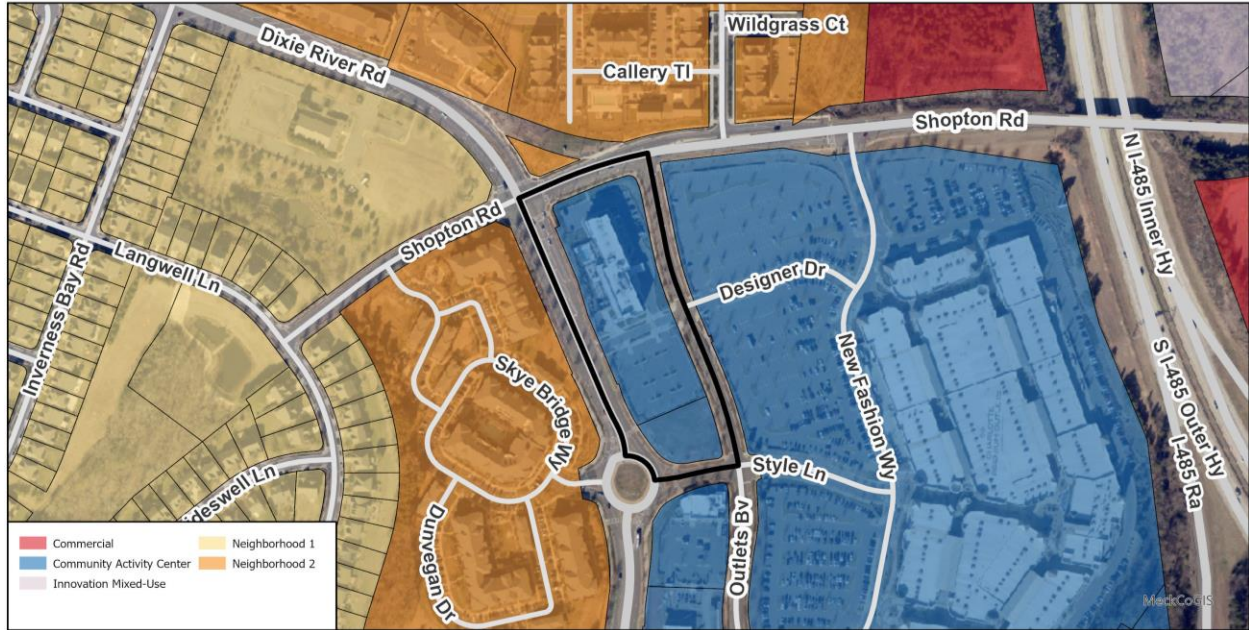 Wildgrass Ct
Dixie River Rd
Callery Tl
Shopton Rd
N I-485 Inner Hy
Shopton Rd
Langwell Ln
Inverness Bay Rd
Designer Dr
New Fashion Wy
S I-485 Outer Hy
I-485 Ra
Skye Bridge Wy
Style Ln
ideswell Ln
Dunvegan Dr
Outlets Bv
Commercial
Community Activity Center
Innovation Mixed-Use
Neighborhood 1
Neighborhood 2
MeckCoGIS